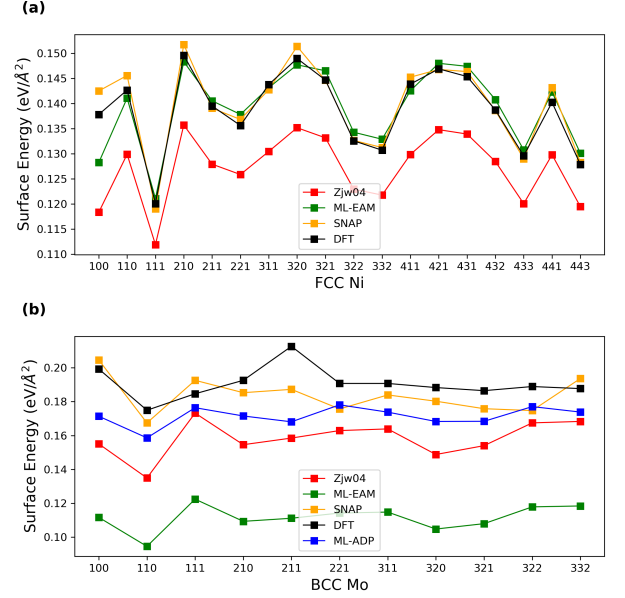 (a)
Surface Energy (eV/Å²)
0.150
0.145
0.140
0.135
0.130
0.125
0.120
0.115
0.110
Zjw04
ML-EAM
SNAP
DFT
100 110 111 210 211 221 311 320 321 322 332 411 421 431 432 433 441 443
FCC Ni
(b)
Surface Energy (eV/Å²)
0.20
0.18
0.16
0.14
0.12
0.10
Zjw04
ML-EAM
SNAP
DFT
ML-ADP
100 110 111 210 211 221 311 320 321 322 332
BCC Mo